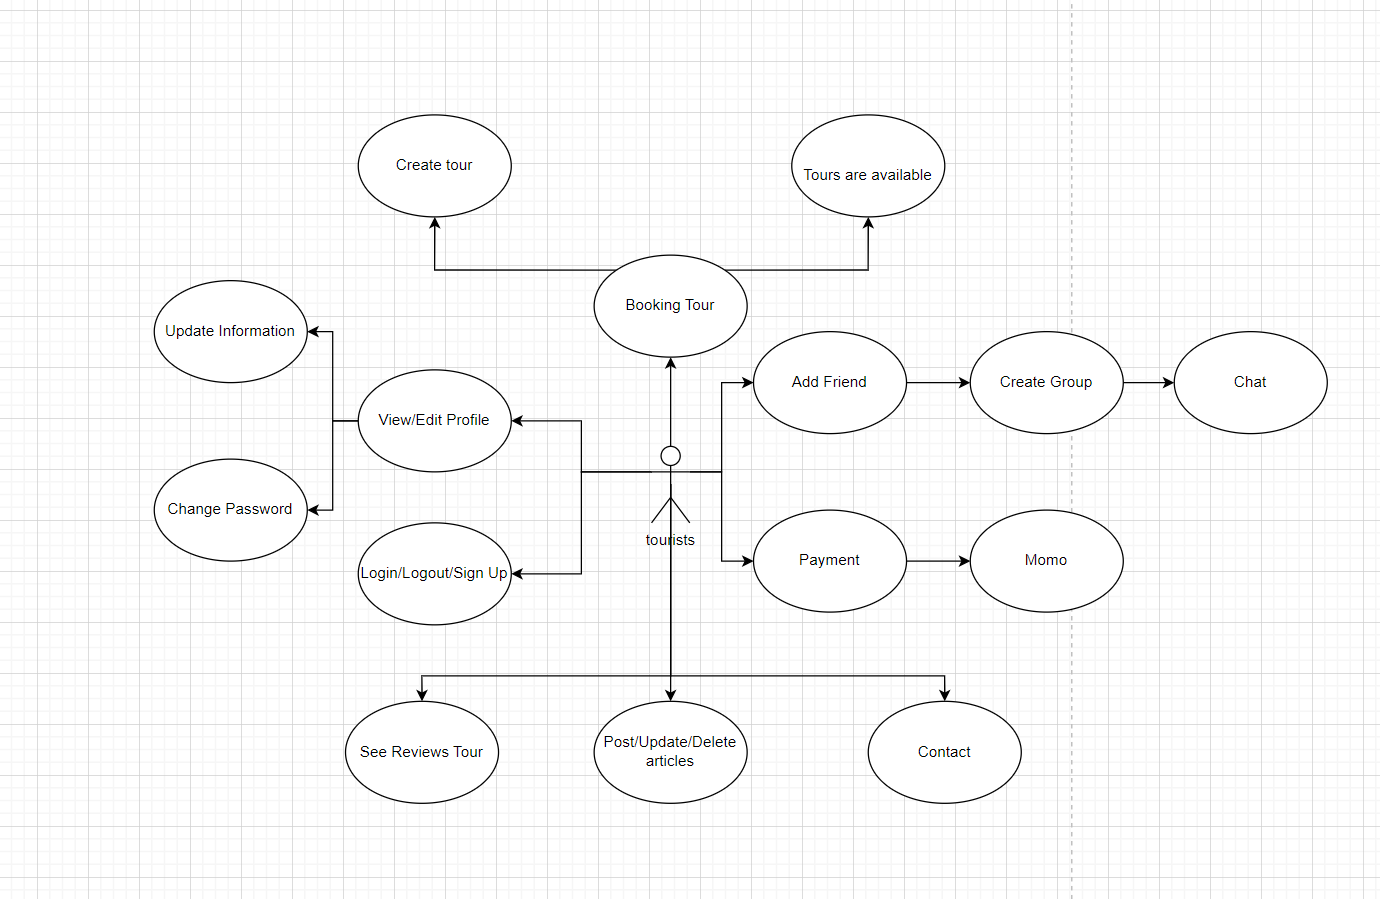 Create tour
Tours are available
Booking Tour
Update Information
Add Friend
Create Group
Chat
View/Edit Profile
Change Password
tourists
Payment
Momo
Login/Logout/Sign Up
See Reviews Tour
Post/Update/Delete
articles
Contact